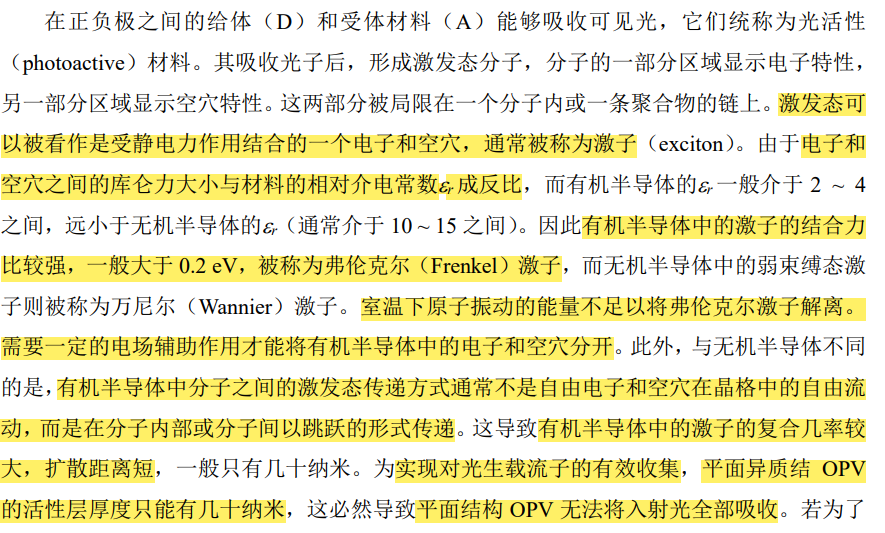 在正负极之间的给体（D）和受体材料（A）能够吸收可见光，它们统称为光活性
（photoactive）材料。其吸收光子后，形成激发态分子，分子的一部分区域显示电子特性，
另一部分区域显示空穴特性。这两部分被局限在一个分子内或一条聚合物的链上。激发态可
以被看作是受静电力作用结合的一个电子和空穴，通常被称为激子（exciton）。由于电子和
空穴之间的库仑力大小与材料的相对介电常数εr 成反比，而有机半导体的εr 一般介于 2 ~ 4
之间，远小于无机半导体的εr（通常介于 10 ~ 15 之间）。因此有机半导体中的激子的结合力
比较强，一般大于 0.2 eV，被称为弗伦克尔（Frenkel）激子，而无机半导体中的弱束缚态激
子则被称为万尼尔（Wannier）激子。室温下原子振动的能量不足以将弗伦克尔激子解离。
需要一定的电场辅助作用才能将有机半导体中的电子和空穴分开。此外，与无机半导体不同
的是，有机半导体中分子之间的激发态传递方式通常不是自由电子和空穴在晶格中的自由流
动，而是在分子内部或分子间以跳跃的形式传递。这导致有机半导体中的激子的复合几率较
大，扩散距离短，一般只有几十纳米。为实现对光生载流子的有效收集，平面异质结 OPV
的活性层厚度只能有几十纳米，这必然导致平面结构 OPV 无法将入射光全部吸收。若为了